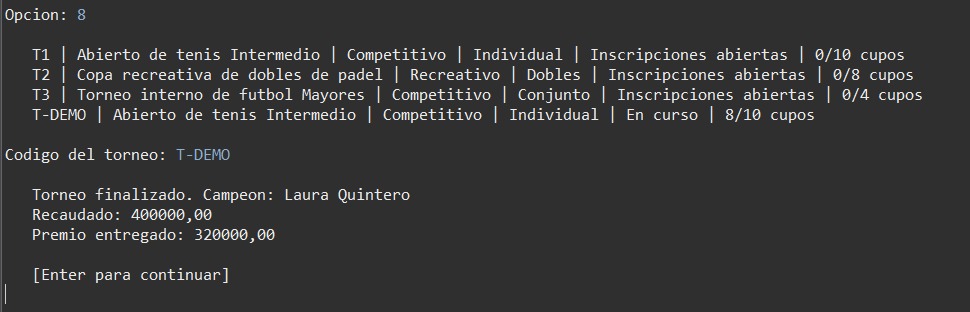 Opcion: 8
T1 | Abierto de tenis Intermedio | Competitivo | Individual | Inscripciones abiertas | 0/10 cupos
T2 | Copa recreativa de dobles de padel | Recreativo | Dobles | Inscripciones abiertas | 0/8 cupos
T3 | Torneo interno de futbol Mayores | Competitivo | Conjunto | Inscripciones abiertas | 0/4 cupos
T-DEMO | Abierto de tenis Intermedio | Competitivo | Individual | En curso | 8/10 cupos
Codigo del torneo: T-DEMO
Torneo finalizado. Campeon: Laura Quintero
Recaudado: 400000,00
Premio entregado: 320000,00
[Enter para continuar]